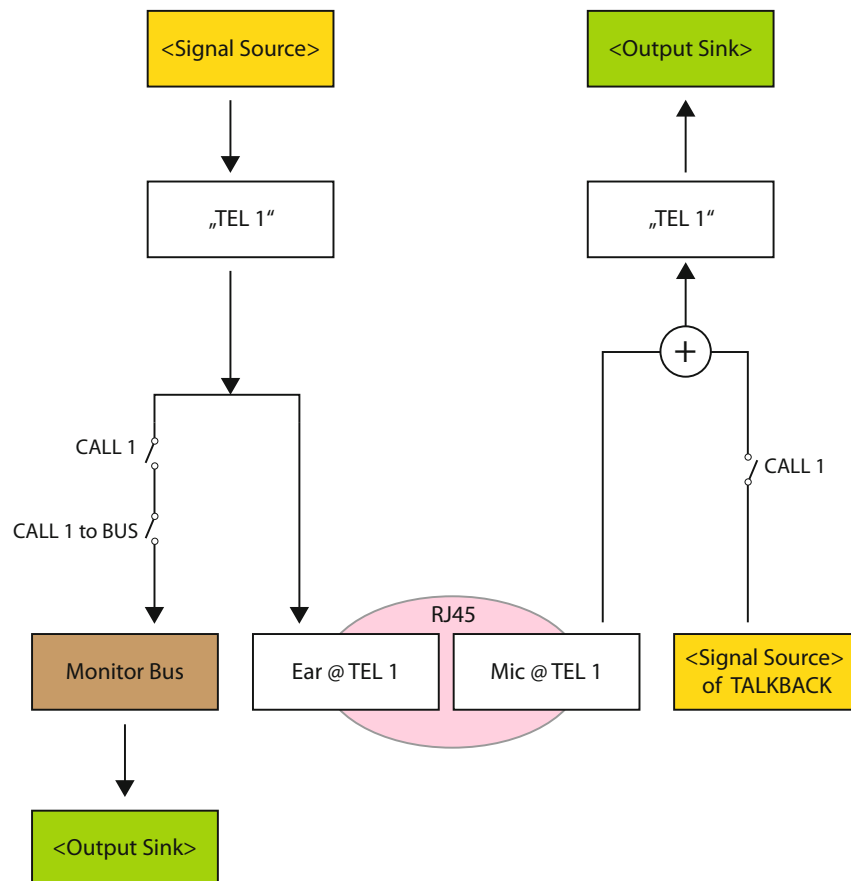 <Signal Source>
<Output Sink>
„TEL 1“
„TEL 1“
+
CALL 1
CALL 1
CALL 1 to BUS
RJ45
Monitor Bus
Ear @ TEL 1
Mic @ TEL 1
<Signal Source>
of TALKBACK
<Output Sink>